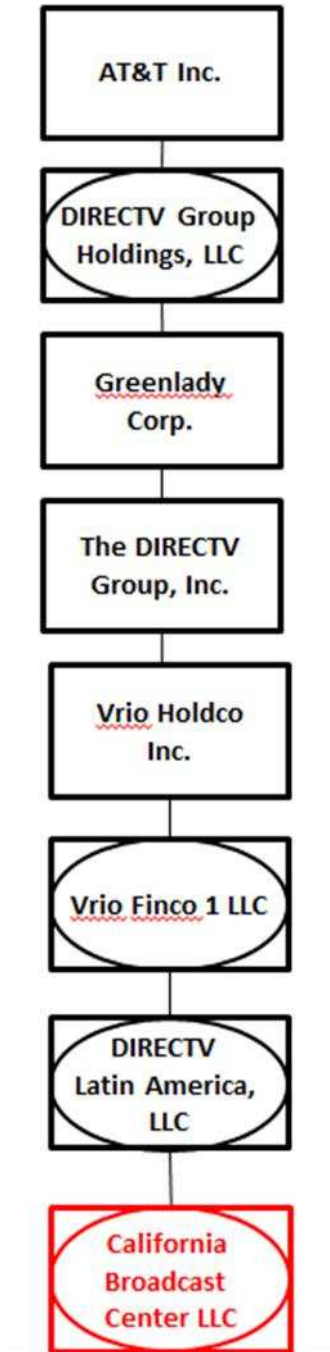 AT&T Inc.
DIRECTV Group
Holdings, LLC
Greenlady
Corp.
The DIRECTV
Group, Inc.
Vrio Holdco
Inc.
Vrio Finco 1 LLC
DIRECTV
Latin America,
LLC
California
Broadcast
Center LLC